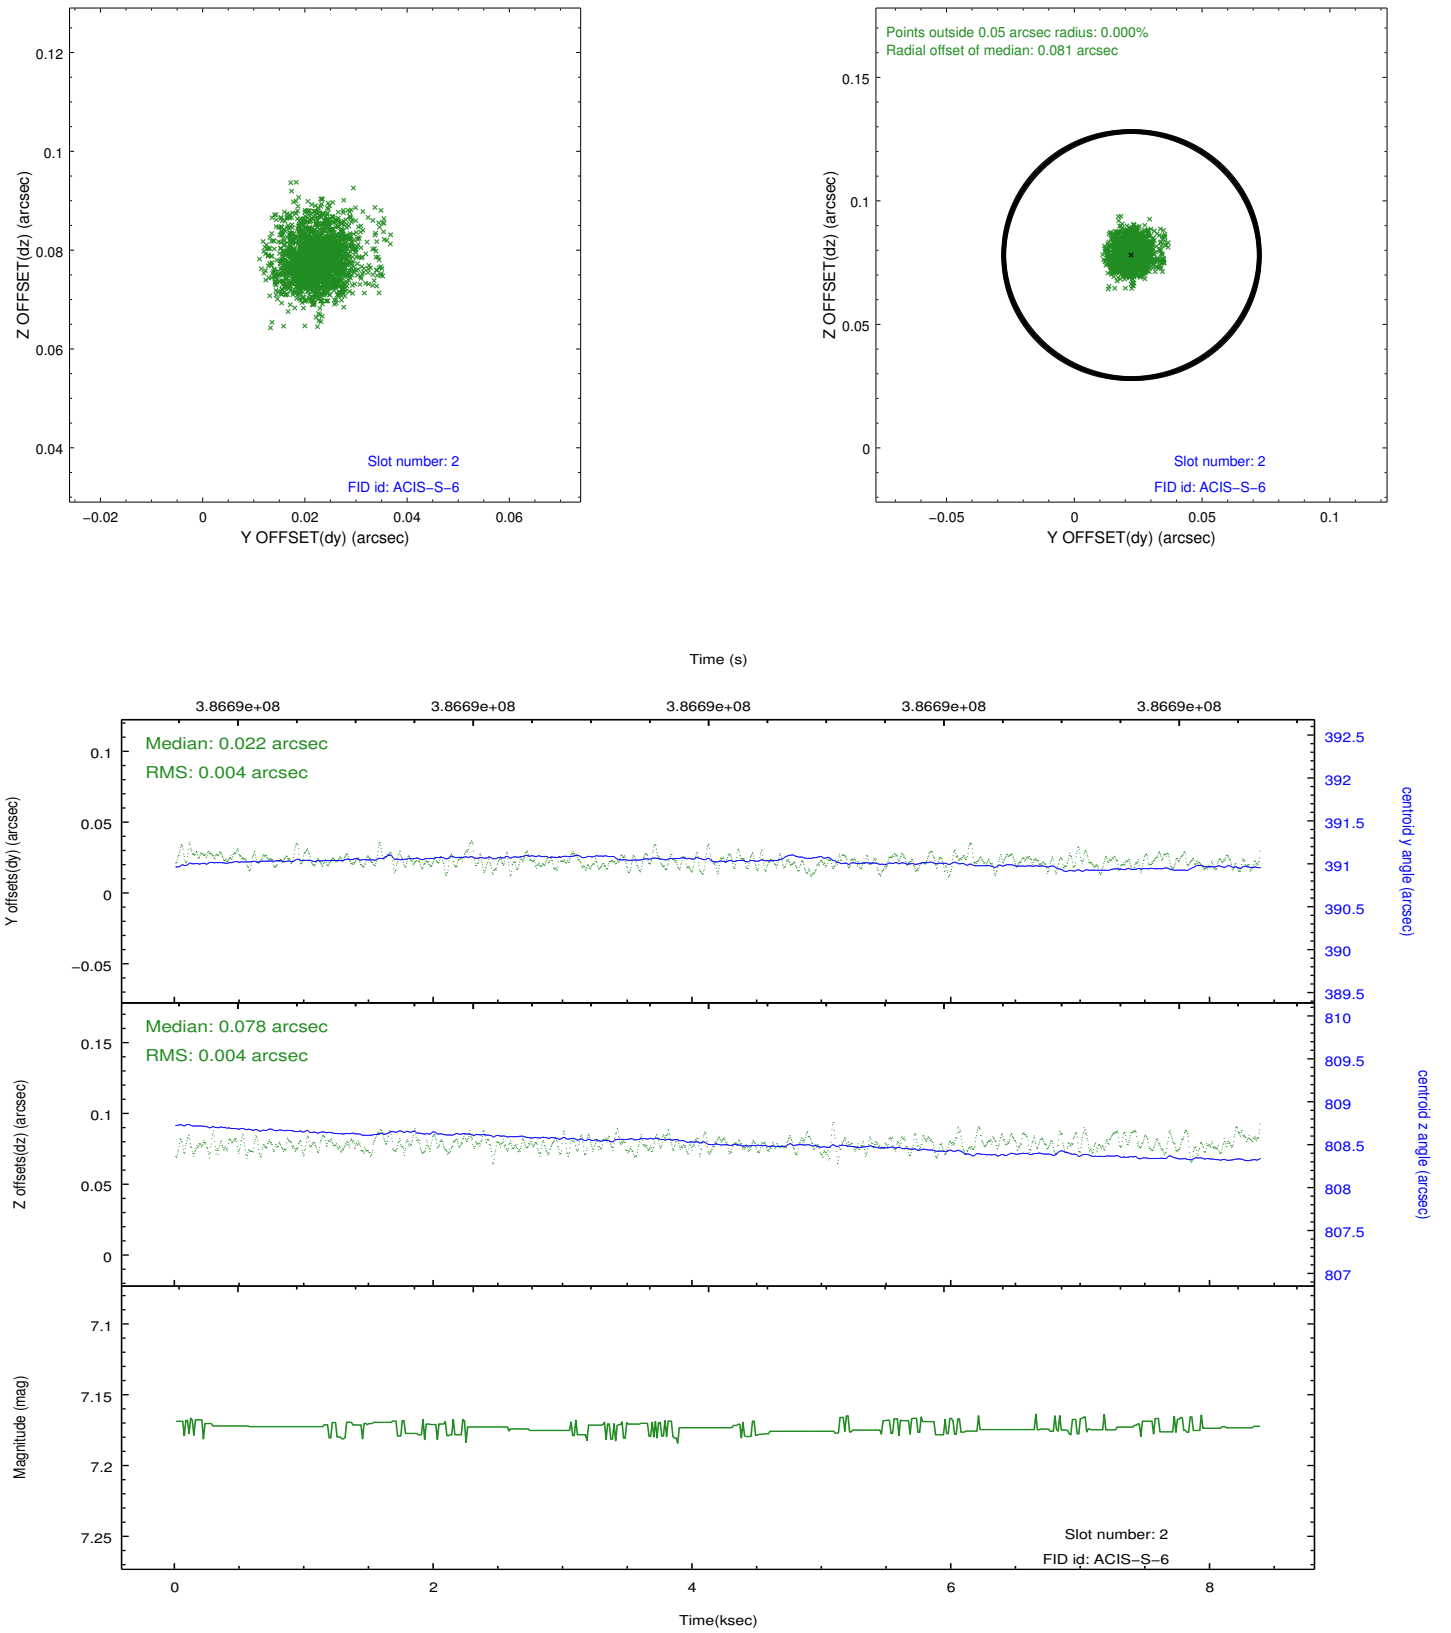 0.12
0.1
0.08
0.06
0.04
Z OFFSET(dz) (arcsec)
Slot number: 2
FID id: ACIS−S−6
−0.02
0
0.02
0.04
0.06
Y OFFSET(dy) (arcsec)
Points outside 0.05 arcsec radius: 0.000%
Radial offset of median: 0.081 arcsec
0.15
0.1
0.05
0
Z OFFSET(dz) (arcsec)
Slot number: 2
FID id: ACIS−S−6
−0.05
0
0.05
0.1
Y OFFSET(dy) (arcsec)
Time (s)
3.8669e+08
3.8669e+08
3.8669e+08
3.8669e+08
3.8669e+08
Median: 0.022 arcsec
RMS: 0.004 arcsec
0.1
0.05
0
−0.05
Y offsets(dy) (arcsec)
392.5
392
391.5
391
390.5
390
389.5
centroid y angle (arcsec)
Median: 0.078 arcsec
RMS: 0.004 arcsec
0.15
0.1
0.05
0
Z offsets(dz) (arcsec)
810
809.5
809
808.5
808
807.5
807
centroid z angle (arcsec)
7.1
7.15
7.2
7.25
Magnitude (mag)
Slot number: 2
FID id: ACIS−S−6
0
2
4
6
8
Time(ksec)